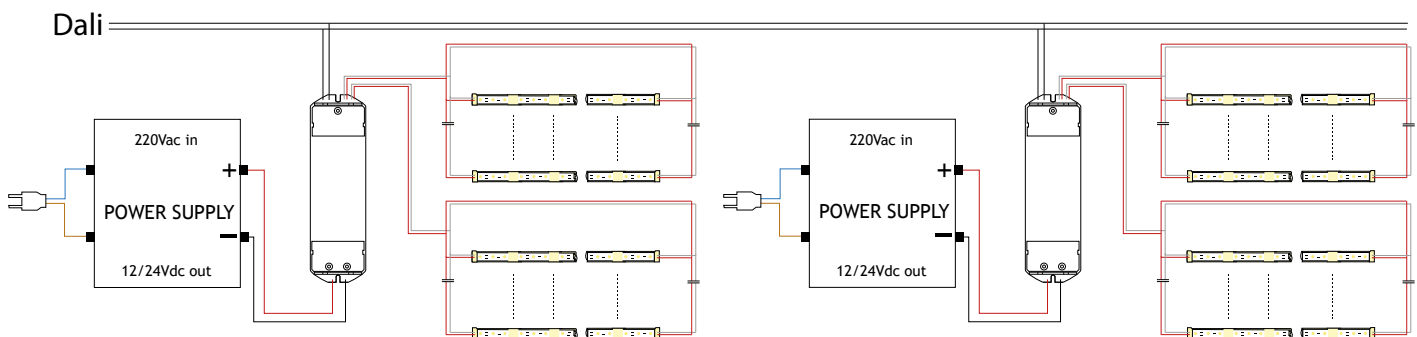 Dali
220Vac in
+
POWER SUPPLY
−
12/24Vdc out
220Vac in
+
POWER SUPPLY
−
12/24Vdc out